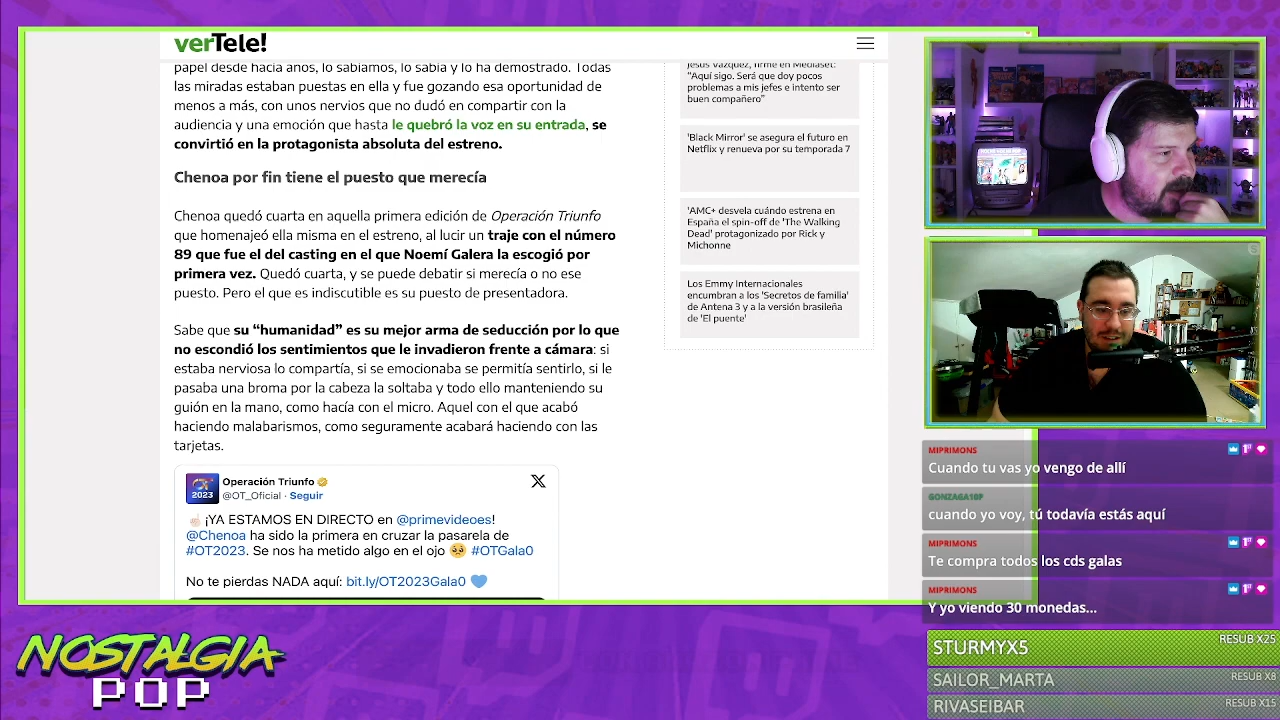 verTele!
papel desde hacía años, lo sabíamos, lo sabía y lo ha demostrado. Todas
las miradas estaban puestas en ella y fue gozando esa oportunidad de
menos a más, con unos nervios que no dudó en compartir con la
audiencia y una emoción que hasta le quebró la voz en su entrada, se
convirtió en la protagonista absoluta del estreno.
Chenoa por fin tiene el puesto que merecía
Chenoa quedó cuarta en aquella primera edición de Operación Triunfo
que homenajeó ella misma en el estreno, al lucir un traje con el número
89 que fue el del casting en el que Noemí Galera la escogió por
primera vez. Quedó cuarta, y se puede debatir si merecía o no ese
puesto. Pero el que es indiscutible es su puesto de presentadora.
Sabe que su “humanidad” es su mejor arma de seducción por lo que
no escondió los sentimientos que le invadieron frente a cámara: si
estaba nerviosa lo compartía, si se emocionaba se permitía sentirlo, si le
pasaba una broma por la cabeza la soltaba y todo ello manteniendo su
guión en la mano, como hacía con el micro. Aquel con el que acabó
haciendo malabarismos, como seguramente acabará haciendo con las
tarjetas.
2023
Operación Triunfo
@OT_Oficial · Seguir
¡YA ESTAMOS EN DIRECTO en @primevideoes!
@Chenoa ha sido la primera en cruzar la pasarela de
#OT2023. Se nos ha metido algo en el ojo 🥹 #OTGala0
No te pierdas NADA aquí: bit.ly/OT2023Gala0 💙
Jesús Vázquez, firme en Mediaset:
“Aquí sigo. Será que doy pocos
problemas a mis jefes e intento ser
buen compañero”
'Black Mirror' se asegura el futuro en
Netflix y renueva por su temporada 7
'AMC+ desvela cuándo estrena en
España el spin-off de 'The Walking
Dead' protagonizado por Rick y
Michonne
Los Emmy Internacionales
encumbran a los 'Secretos de familia'
de Antena 3 y a la versión brasileña
de 'El puente'
MIPRIMONS
Cuando tu vas yo vengo de allí
GONZAGA10P
cuando yo voy, tú todavía estás aquí
MIPRIMONS
Te compra todos los cds galas
MIPRIMONS
Y yo viendo 30 monedas...
STURMYX5 RESUB X25
SAILOR_MARTA RESUB X6
RIVASEIBAR RESUB X15
NOSTALGIA
POP